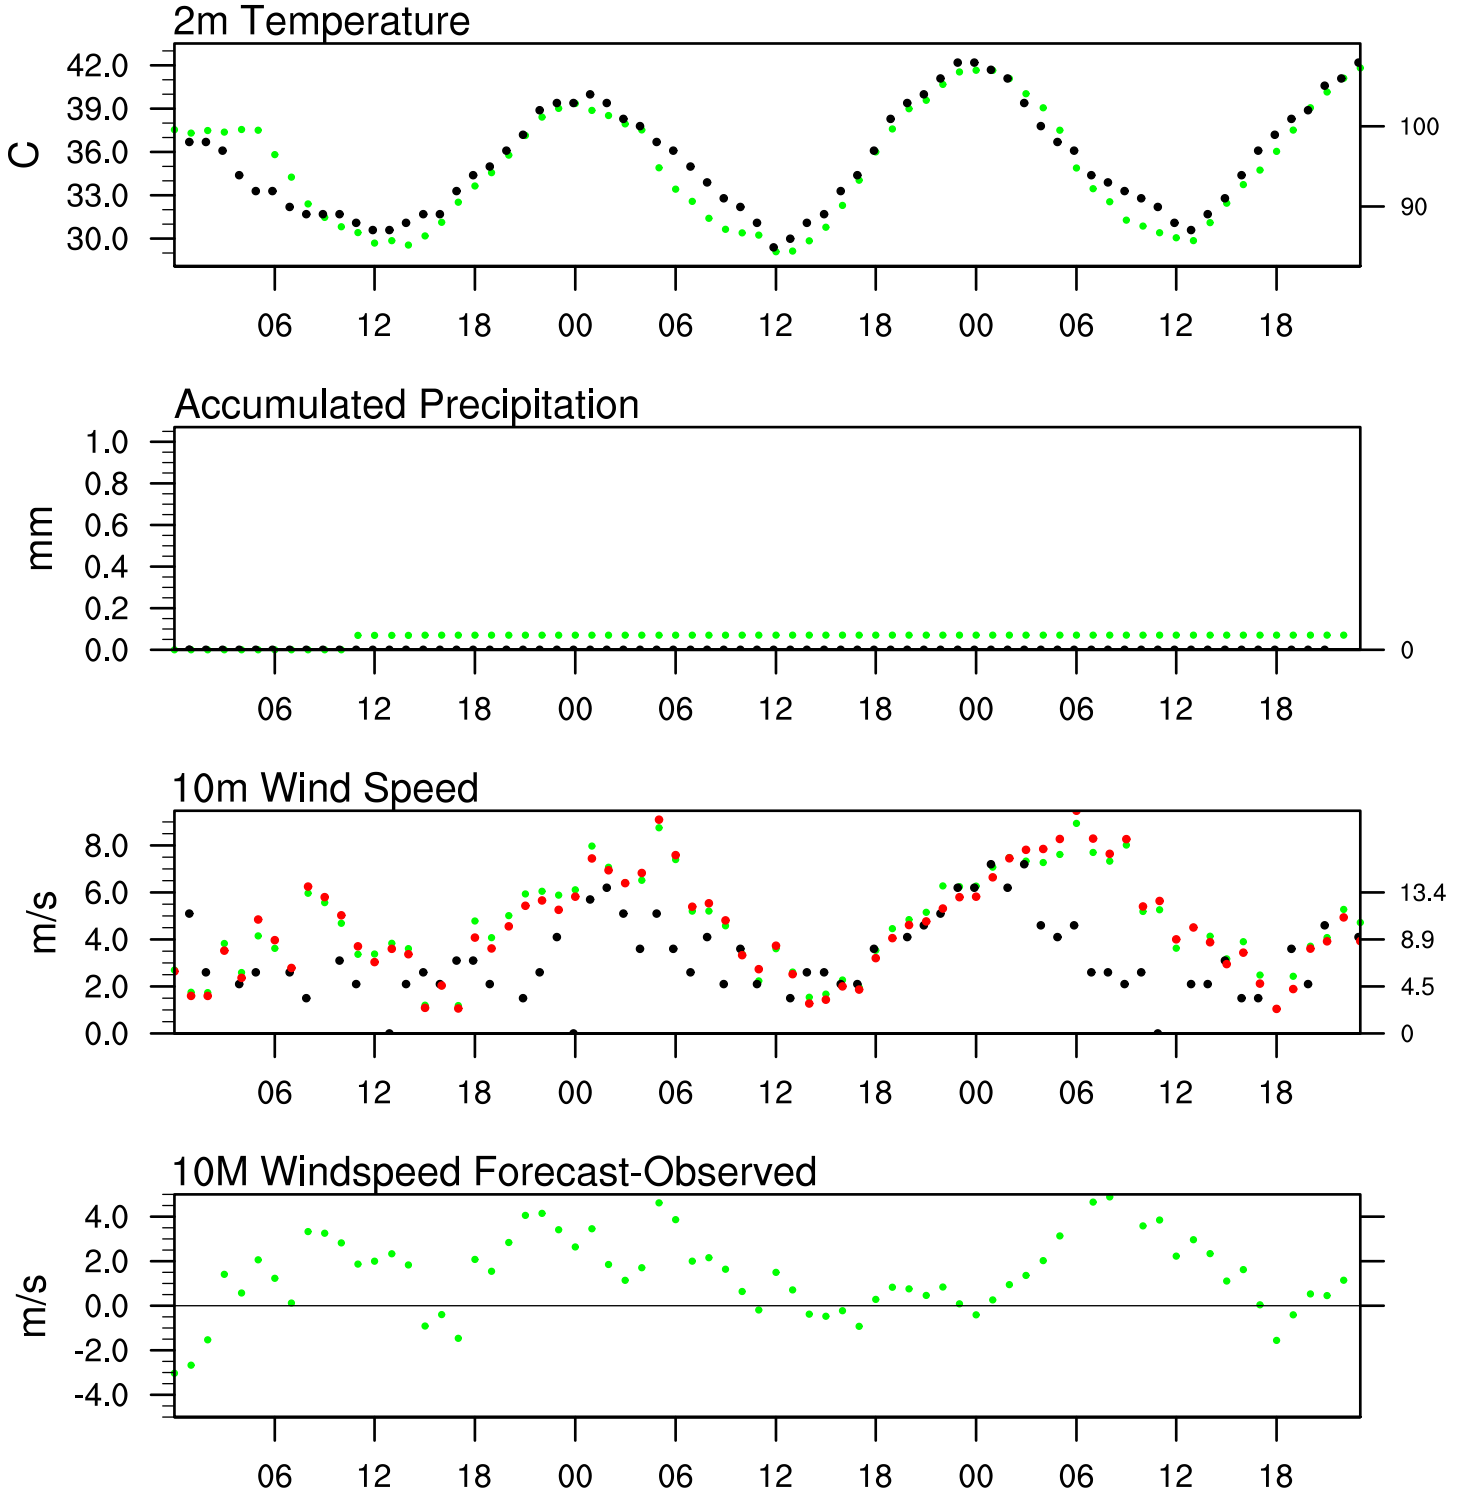 2m Temperature
42.0
39.0
36.0
33.0
30.0
C
100
90
06 12 18 00 06 12 18 00 06 12 18
Accumulated Precipitation
1.0
0.8
0.6
0.4
0.2
0.0
mm
0
06 12 18 00 06 12 18 00 06 12 18
10m Wind Speed
8.0
6.0
4.0
2.0
0.0
m/s
13.4
8.9
4.5
0
06 12 18 00 06 12 18 00 06 12 18
10M Windspeed Forecast-Observed
4.0
2.0
0.0
-2.0
-4.0
m/s
06 12 18 00 06 12 18 00 06 12 18